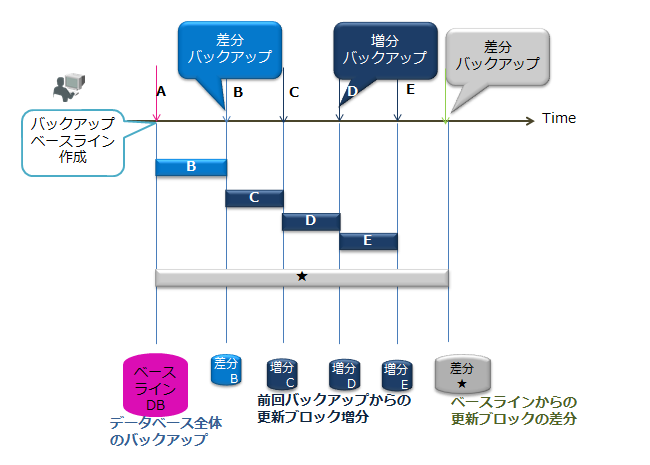 差分
バックアップ
増分
バックアップ
差分
バックアップ
A
B
C
D
E
バックアップ
ベースライン
作成
Time
B
C
D
E
★
ベース
ライン
DB
差分
B
増分
C
増分
D
増分
E
差分
★
データベース全体
のバックアップ
前回バックアップからの
更新ブロック増分
ベースラインからの
更新ブロックの差分